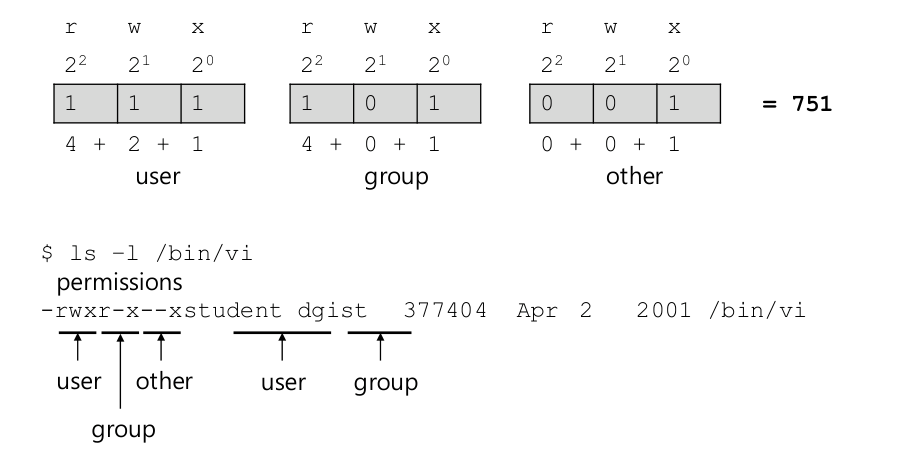 r w x r w x r w x
2² 2¹ 2⁰ 2² 2¹ 2⁰ 2² 2¹ 2⁰
1 1 1 1 0 1 0 0 1 = 751
4 + 2 + 1 4 + 0 + 1 0 + 0 + 1
user group other
$ ls –l /bin/vi
permissions
-rwxr-x--xstudent dgist 377404 Apr 2 2001 /bin/vi
user other user group
group